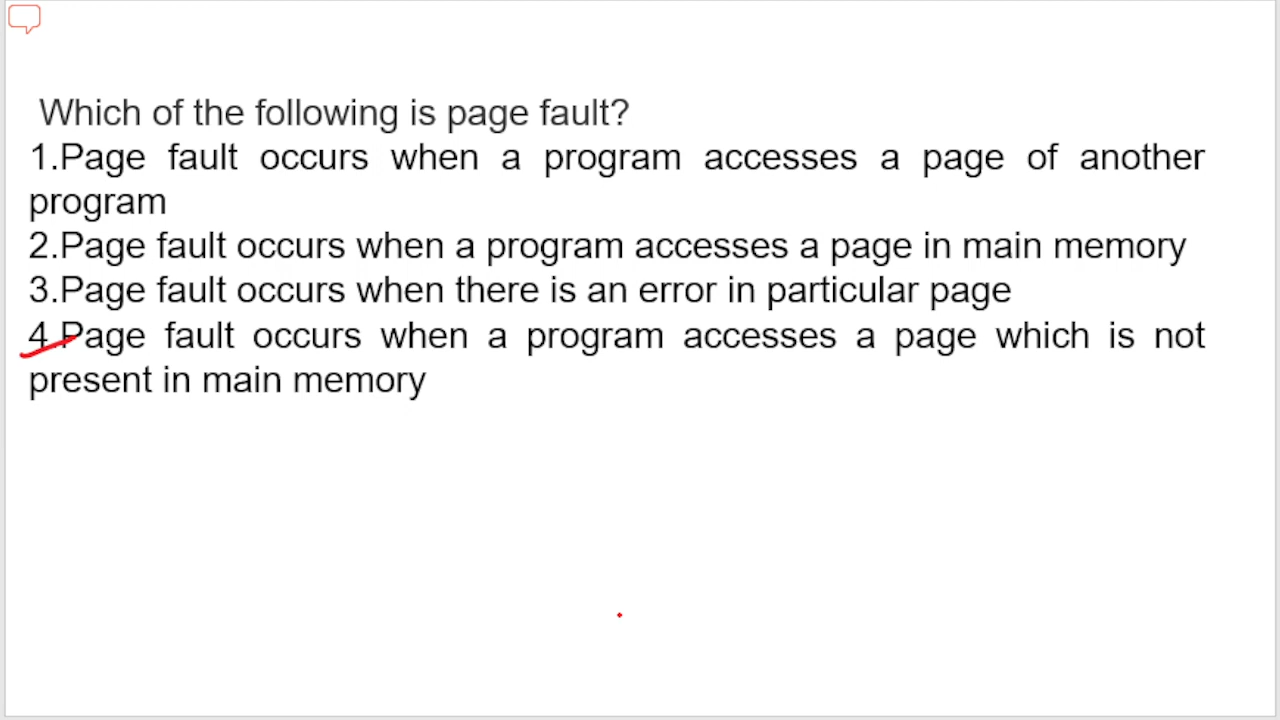 Which of the following is page fault?
1.Page fault occurs when a program accesses a page of another
program
2.Page fault occurs when a program accesses a page in main memory
3.Page fault occurs when there is an error in particular page
4.Page fault occurs when a program accesses a page which is not
present in main memory